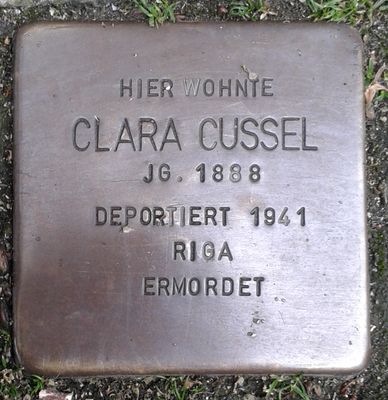 HIER WOHNTE
CLARA CUSSEL
JG. 1888
DEPORTIERT 1941
RIGA
ERMORDET